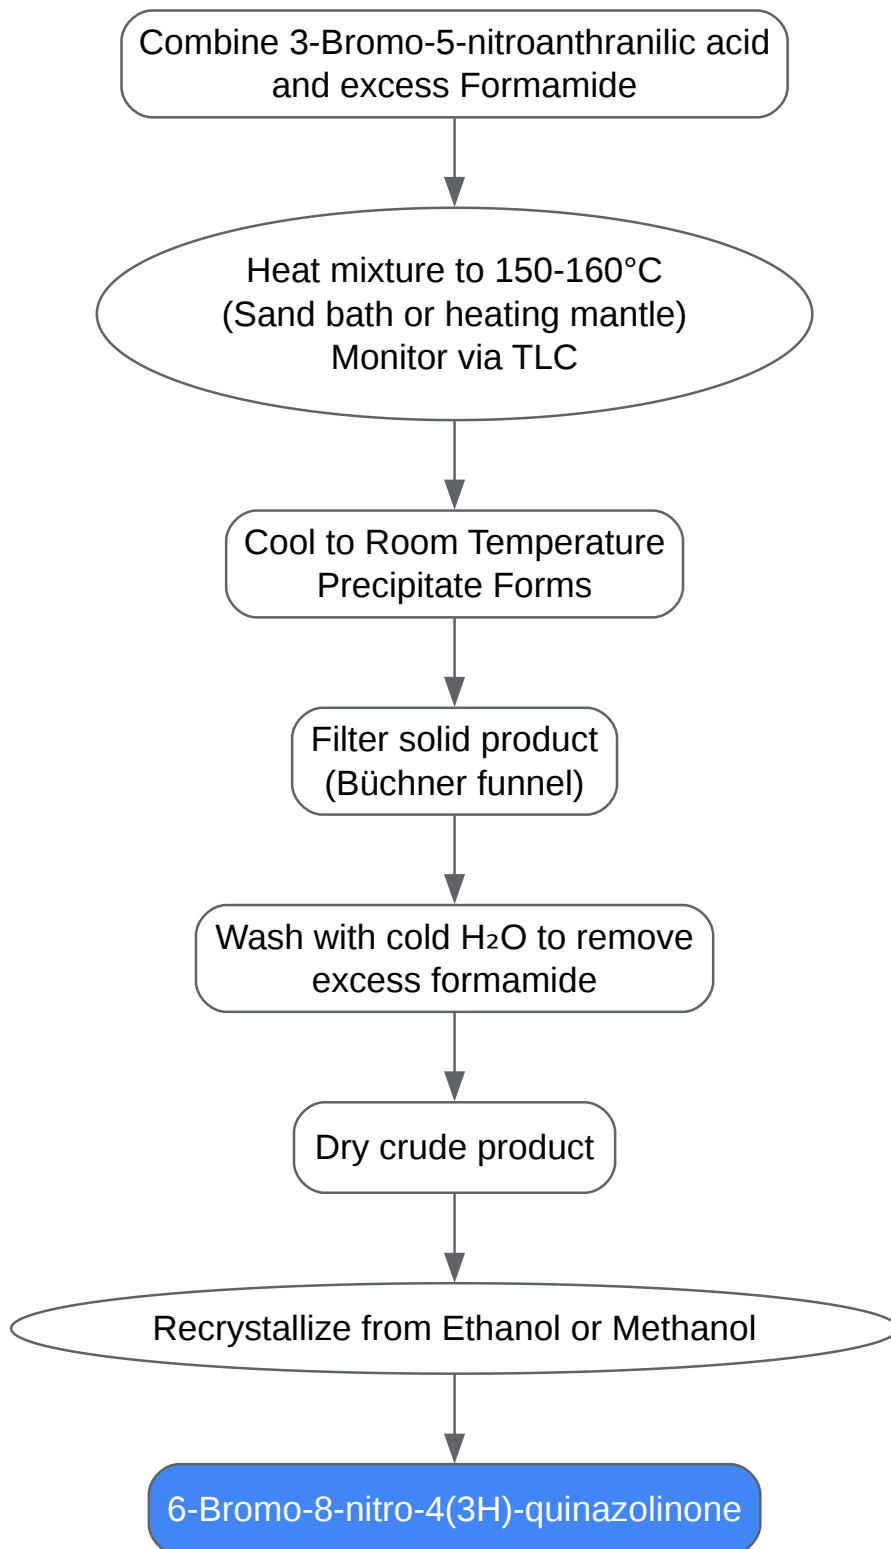 Combine 3-Bromo-5-nitroanthranilic acid
and excess Formamide
Heat mixture to 150-160°C
(Sand bath or heating mantle)
Monitor via TLC
Cool to Room Temperature
Precipitate Forms
Filter solid product
(Büchner funnel)
Wash with cold H₂O to remove
excess formamide
Dry crude product
Recrystallize from Ethanol or Methanol
6-Bromo-8-nitro-4(3H)-quinazolinone